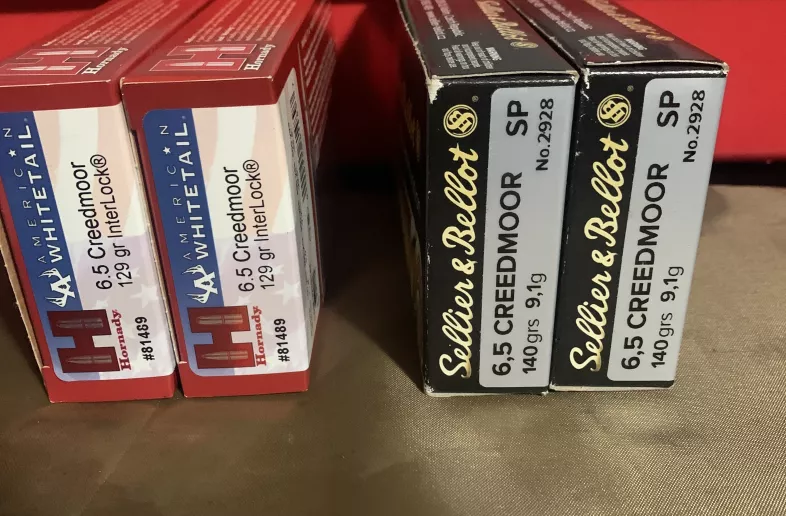 Hornady
Hornady
AMERICAN
WHITETAIL
6.5 Creedmoor
129 gr InterLock®
Hornady
#81489
AMERICAN
WHITETAIL
6.5 Creedmoor
129 gr InterLock®
Hornady
#81489
Sellier & Bellot
SP
No.2928
6,5 CREEDMOOR
140grs 9,1g
Sellier & Bellot
SP
No.2928
6,5 CREEDMOOR
140grs 9,1g